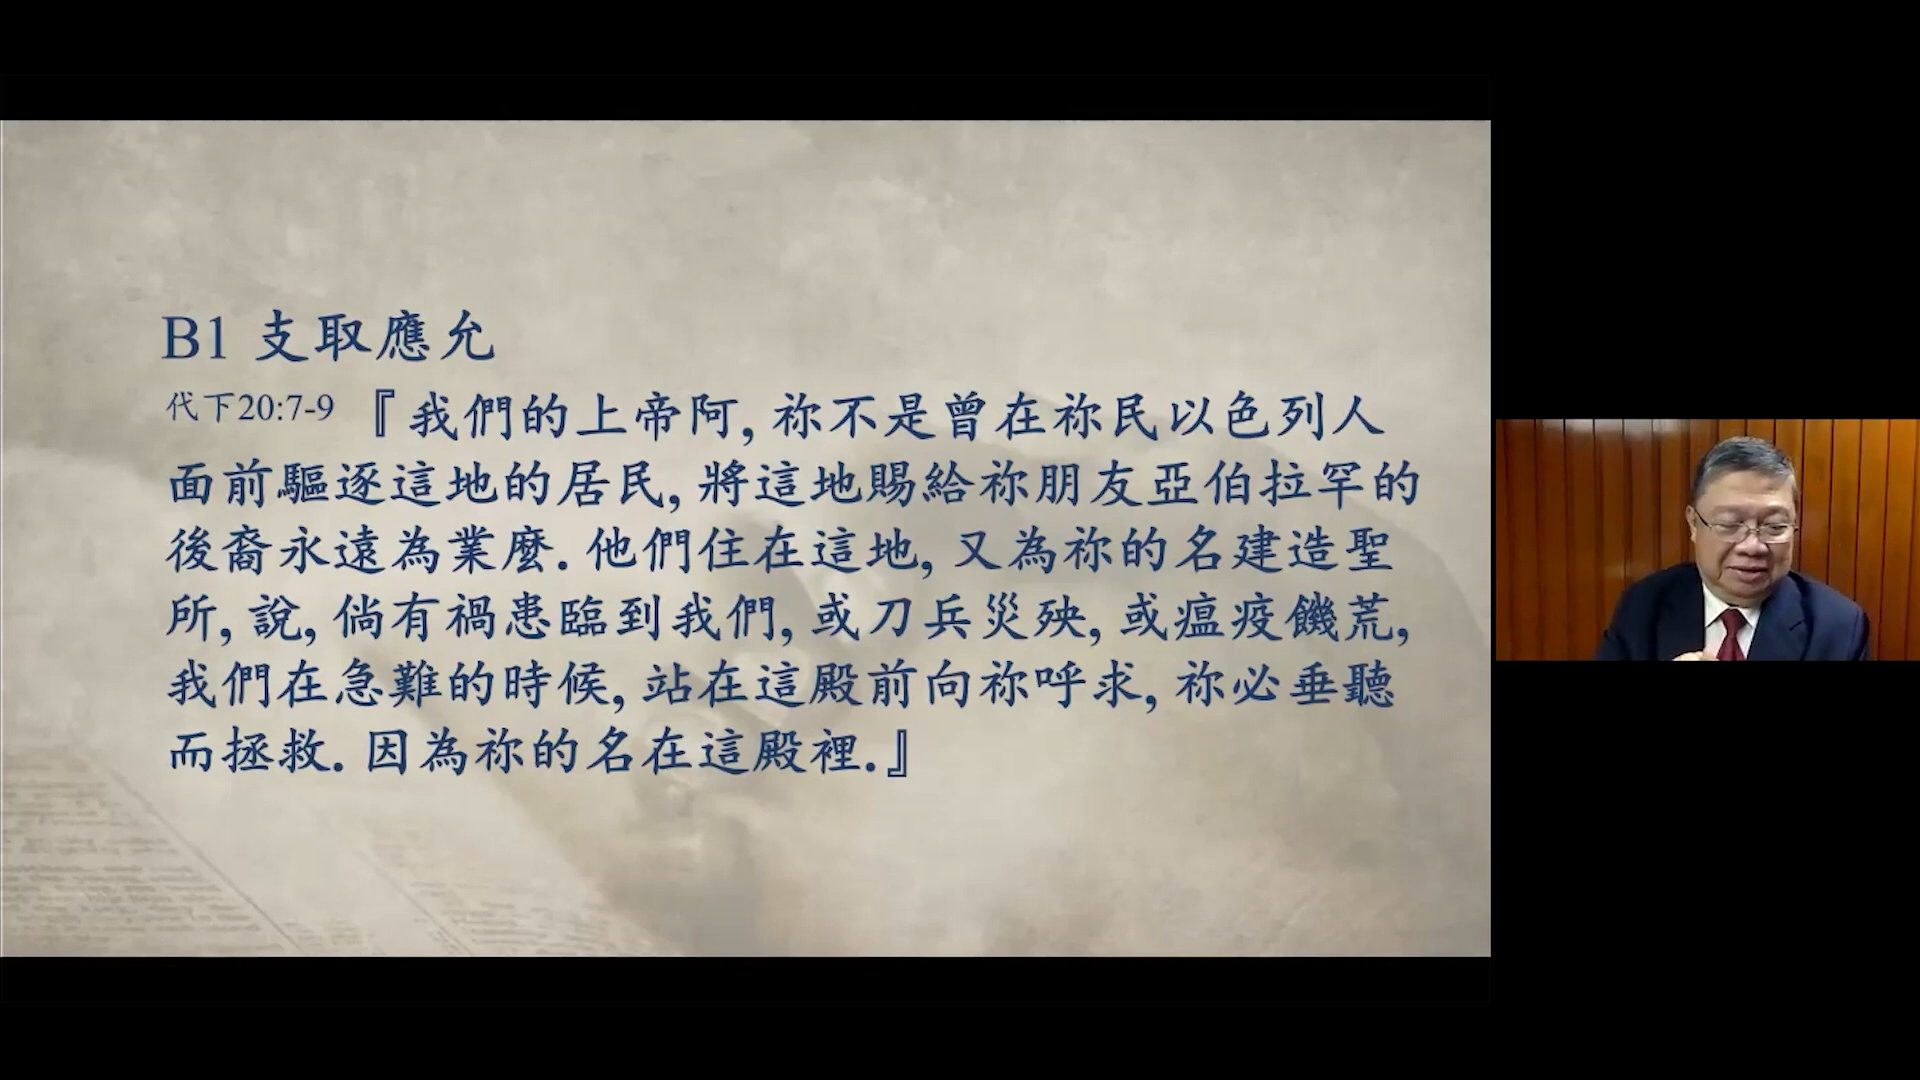 B1 支取應允
代下20:7-9 『我們的上帝阿, 祢不是曾在祢民以色列人
面前驅逐這地的居民, 將這地賜給祢朋友亞伯拉罕的
後裔永遠為業麼. 他們住在這地, 又為祢的名建造聖
所, 說, 倘有禍患臨到我們, 或刀兵災殃, 或瘟疫饑荒,
我們在急難的時候, 站在這殿前向祢呼求, 祢必垂聽
而拯救. 因為祢的名在這殿裡.』